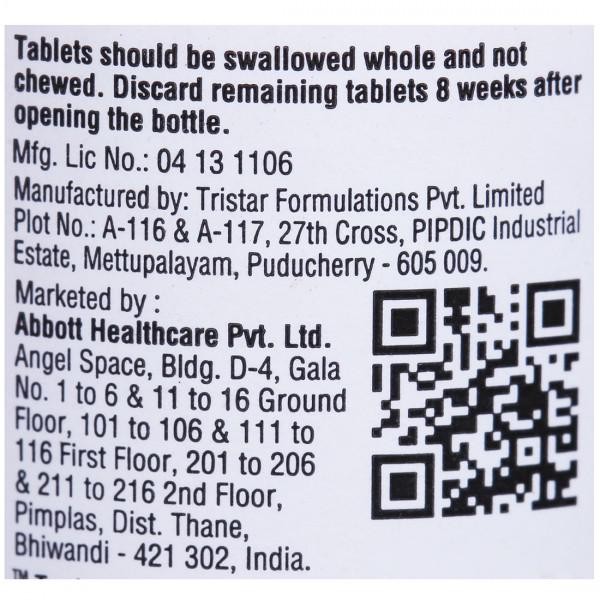 Tablets should be swallowed whole and not
chewed. Discard remaining tablets 8 weeks after
opening the bottle.
Mfg. Lic No.: 04 13 1106
Manufactured by: Tristar Formulations Pvt. Limited
Plot No.: A-116 & A-117, 27th Cross, PIPDIC Industrial
Estate, Mettupalayam, Puducherry - 605 009.
Marketed by :
Abbott Healthcare Pvt. Ltd.
Angel Space, Bldg. D-4, Gala
No. 1 to 6 & 11 to 16 Ground
Floor, 101 to 106 & 111 to
116 First Floor, 201 to 206
& 211 to 216 2nd Floor,
Pimplas, Dist. Thane,
Bhiwandi - 421 302, India.